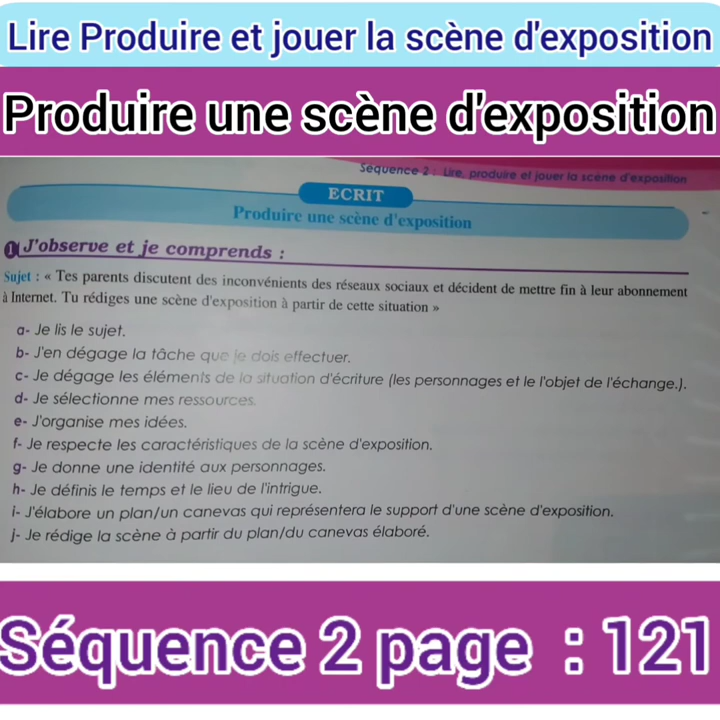 Lire Produire et jouer la scène d'exposition
Produire une scène d'exposition
Séquence 2 : Lire, produire et jouer la scène d'exposition
ECRIT
Produire une scène d'exposition
1 J'observe et je comprends :
Sujet : « Tes parents discutent des inconvénients des réseaux sociaux et décident de mettre fin à leur abonnement
à Internet. Tu rédiges une scène d'exposition à partir de cette situation »
a- Je lis le sujet.
b- J'en dégage la tâche que je dois effectuer.
c- Je dégage les éléments de la situation d'écriture (les personnages et le l'objet de l'échange.).
d- Je sélectionne mes ressources.
e- J'organise mes idées.
f- Je respecte les caractéristiques de la scène d'exposition.
g- Je donne une identité aux personnages.
h- Je définis le temps et le lieu de l'intrigue.
i- J'élabore un plan/un canevas qui représentera le support d'une scène d'exposition.
j- Je rédige la scène à partir du plan/du canevas élaboré.
Séquence 2 page : 121